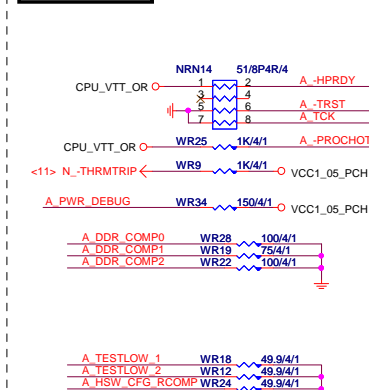 NRN14 51/8P4R/4
CPU_VTT_OR 1 2 A_-HPRDY
3 4
5 6 A_-TRST
7 8 A_TCK
CPU_VTT_OR WR25 1K/4/1 A_-PROCHOT
<11> N_-THRMTRIP WR9 1K/4/1 VCC1_05_PCH
A_PWR_DEBUG WR34 150/4/1 VCC1_05_PCH
A_DDR_COMP0 WR28 100/4/1
A_DDR_COMP1 WR19 75/4/1
A_DDR_COMP2 WR22 100/4/1
A_TESTLOW_1 WR18 49.9/4/1
A_TESTLOW_2 WR12 49.9/4/1
A_HSW_CFG_RCOMP WR24 49.9/4/1